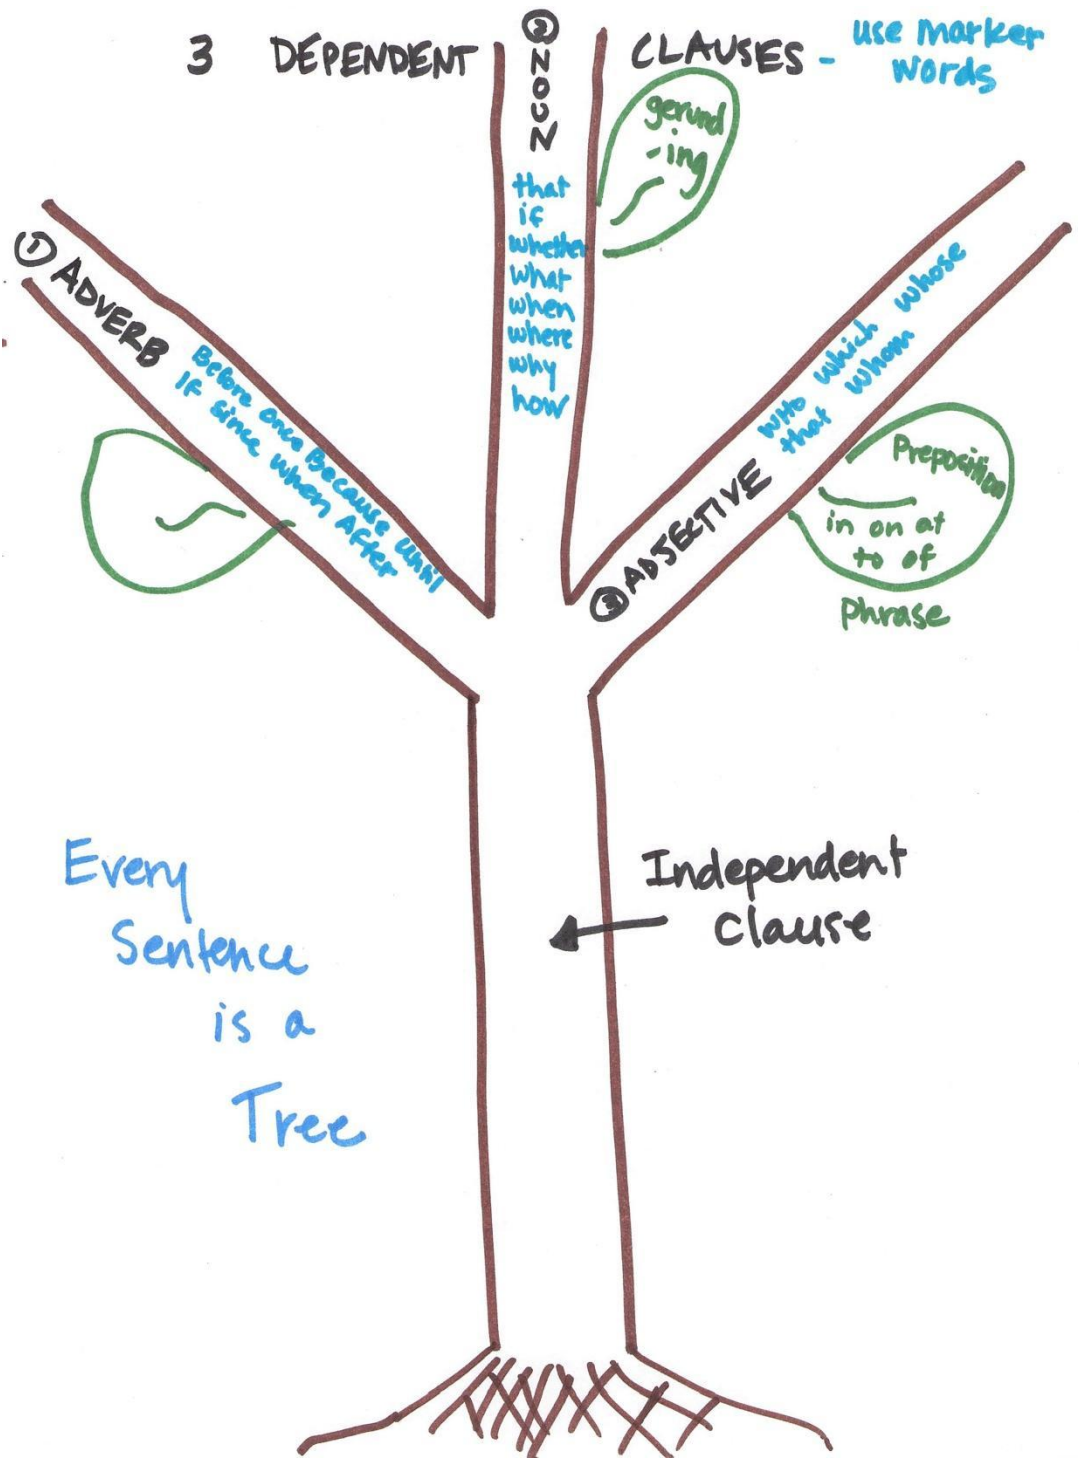 3 DEPENDENT CLAUSES - use marker
words
② NOUN
that
if
whether
what
when
where
why
how
gerund
-ing
① ADVERB
Before once Because until
if since when After
③ ADJECTIVE
who which whose
that whom
Preposition
in on at
to of
phrase
Every
Sentence
is a
Tree
Independent
clause